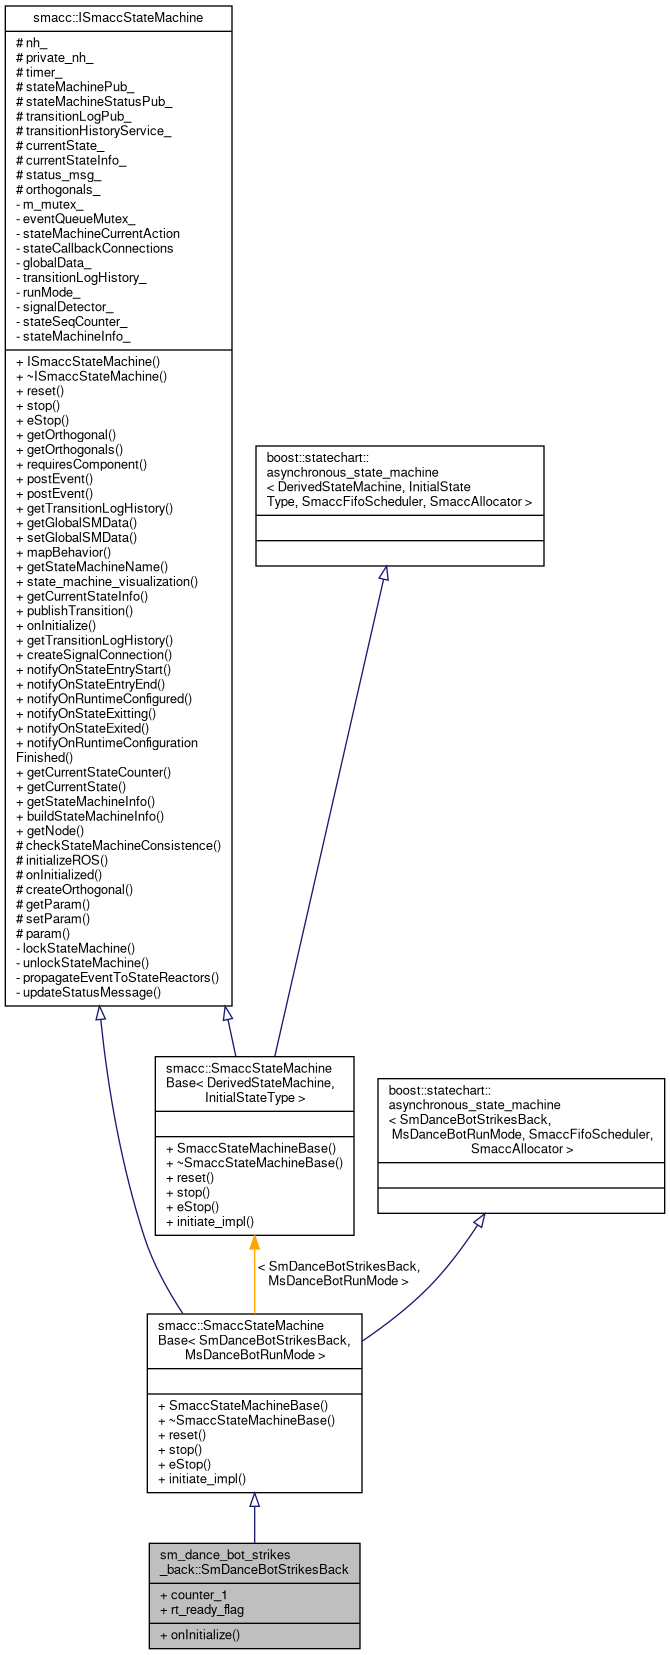 smacc::ISmaccStateMachine
# nh_
# private_nh_
# timer_
# stateMachinePub_
# stateMachineStatusPub_
# transitionLogPub_
# transitionHistoryService_
# currentState_
# currentStateInfo_
# status_msg_
# orthogonals_
- m_mutex_
- eventQueueMutex_
- stateMachineCurrentAction
- stateCallbackConnections
- globalData_
- transitionLogHistory_
- runMode_
- signalDetector_
- stateSeqCounter_
- stateMachineInfo_
+ ISmaccStateMachine()
+ ~ISmaccStateMachine()
+ reset()
+ stop()
+ eStop()
+ getOrthogonal()
+ getOrthogonals()
+ requiresComponent()
+ postEvent()
+ postEvent()
+ getTransitionLogHistory()
+ getGlobalSMData()
+ setGlobalSMData()
+ mapBehavior()
+ getStateMachineName()
+ state_machine_visualization()
+ getCurrentStateInfo()
+ publishTransition()
+ onInitialize()
+ getTransitionLogHistory()
+ createSignalConnection()
+ notifyOnStateEntryStart()
+ notifyOnStateEntryEnd()
+ notifyOnRuntimeConfigured()
+ notifyOnStateExitting()
+ notifyOnStateExited()
+ notifyOnRuntimeConfiguration
Finished()
+ getCurrentStateCounter()
+ getCurrentState()
+ getStateMachineInfo()
+ buildStateMachineInfo()
+ getNode()
# checkStateMachineConsistence()
# initializeROS()
# onInitialized()
# createOrthogonal()
# getParam()
# setParam()
# param()
- lockStateMachine()
- unlockStateMachine()
- propagateEventToStateReactors()
- updateStatusMessage()
boost::statechart::
asynchronous_state_machine
< DerivedStateMachine, InitialState
Type, SmaccFifoScheduler, SmaccAllocator >
smacc::SmaccStateMachine
Base< DerivedStateMachine,
InitialStateType >
+ SmaccStateMachineBase()
+ ~SmaccStateMachineBase()
+ reset()
+ stop()
+ eStop()
+ initiate_impl()
boost::statechart::
asynchronous_state_machine
< SmDanceBotStrikesBack,
MsDanceBotRunMode, SmaccFifoScheduler,
SmaccAllocator >
< SmDanceBotStrikesBack,
MsDanceBotRunMode >
smacc::SmaccStateMachine
Base< SmDanceBotStrikesBack,
MsDanceBotRunMode >
+ SmaccStateMachineBase()
+ ~SmaccStateMachineBase()
+ reset()
+ stop()
+ eStop()
+ initiate_impl()
sm_dance_bot_strikes
_back::SmDanceBotStrikesBack
+ counter_1
+ rt_ready_flag
+ onInitialize()